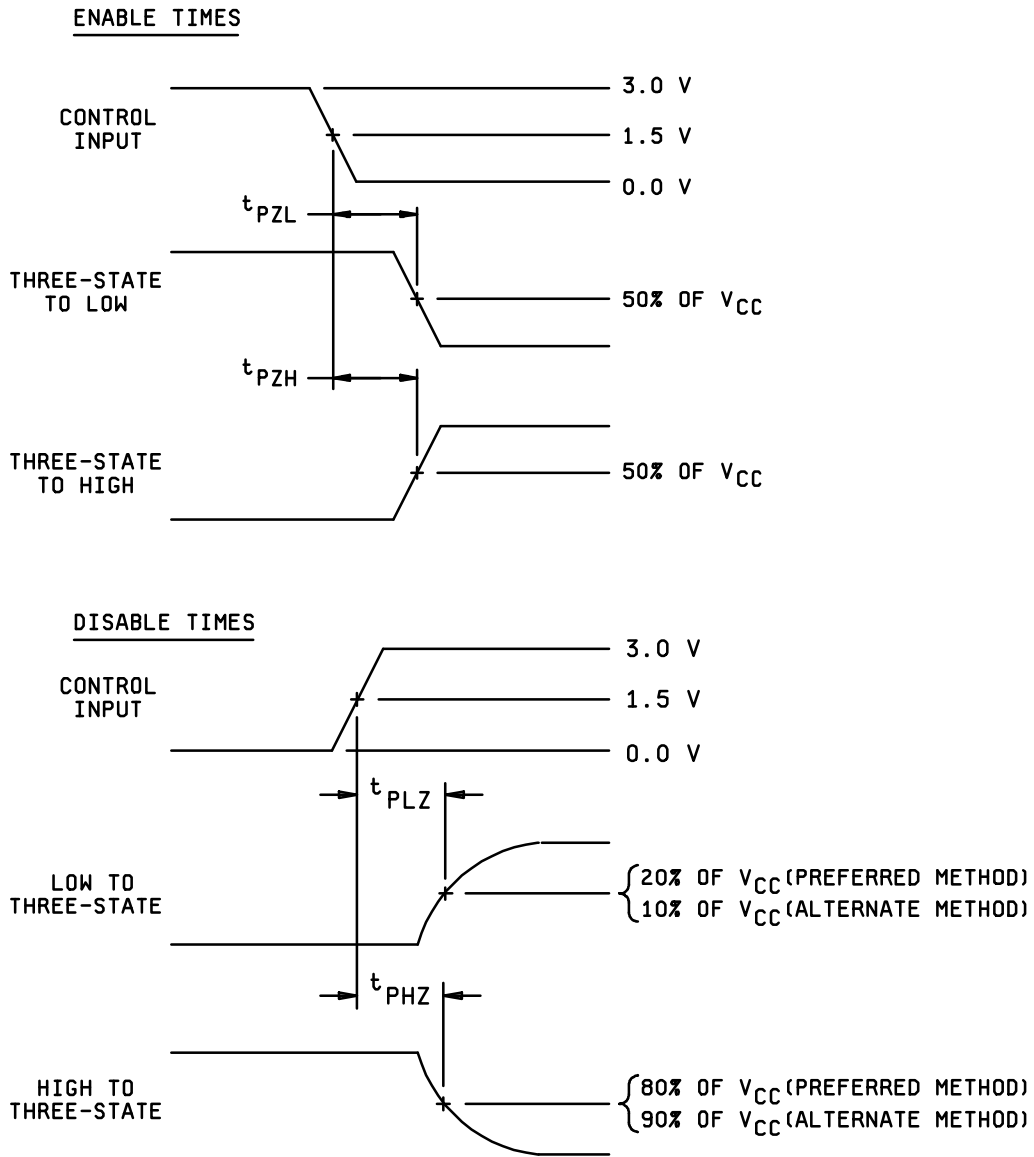 ENABLE TIMES
3.0 V
CONTROL
INPUT
1.5 V
0.0 V
tPZL
THREE-STATE
TO LOW
50% OF VCC
tPZH
THREE-STATE
TO HIGH
50% OF VCC
DISABLE TIMES
3.0 V
CONTROL
INPUT
1.5 V
0.0 V
tPLZ
LOW TO
THREE-STATE
20% OF VCC (PREFERRED METHOD)
10% OF VCC (ALTERNATE METHOD)
tPHZ
HIGH TO
THREE-STATE
80% OF VCC (PREFERRED METHOD)
90% OF VCC (ALTERNATE METHOD)